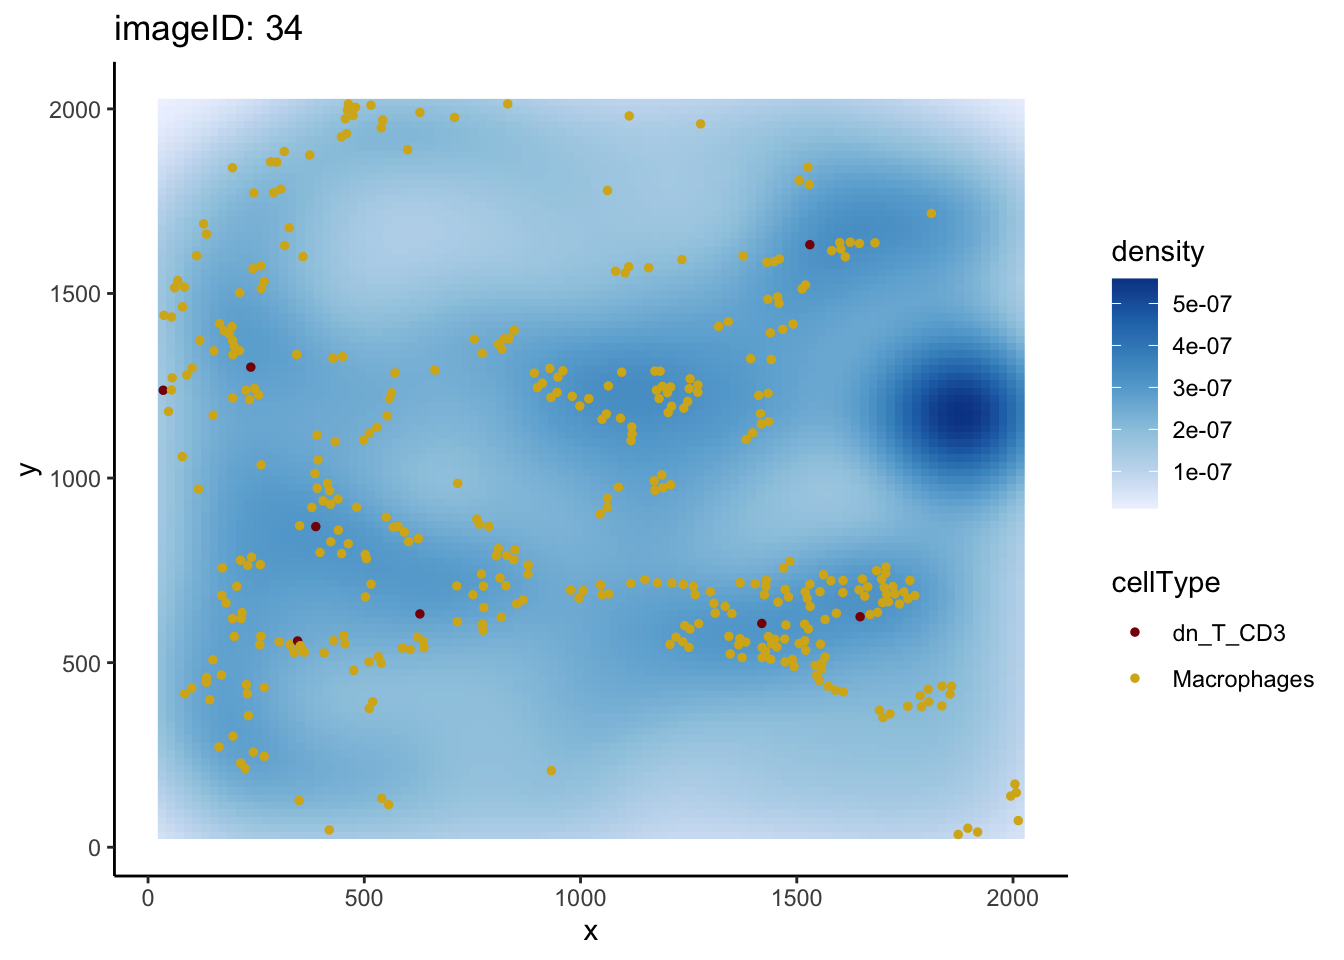 imageID: 34
2000
1500
1000
500
0
y
0 500 1000 1500 2000
x
density
5e-07
4e-07
3e-07
2e-07
1e-07
cellType
dn_T_CD3
Macrophages